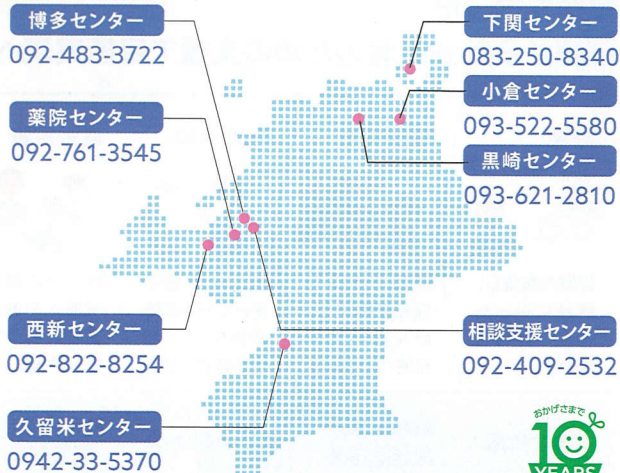 博多センター
092-483-3722
薬院センター
092-761-3545
西新センター
092-822-8254
久留米センター
0942-33-5370
下関センター
083-250-8340
小倉センター
093-522-5580
黒崎センター
093-621-2810
相談支援センター
092-409-2532
おかげさまで
10
YEARS